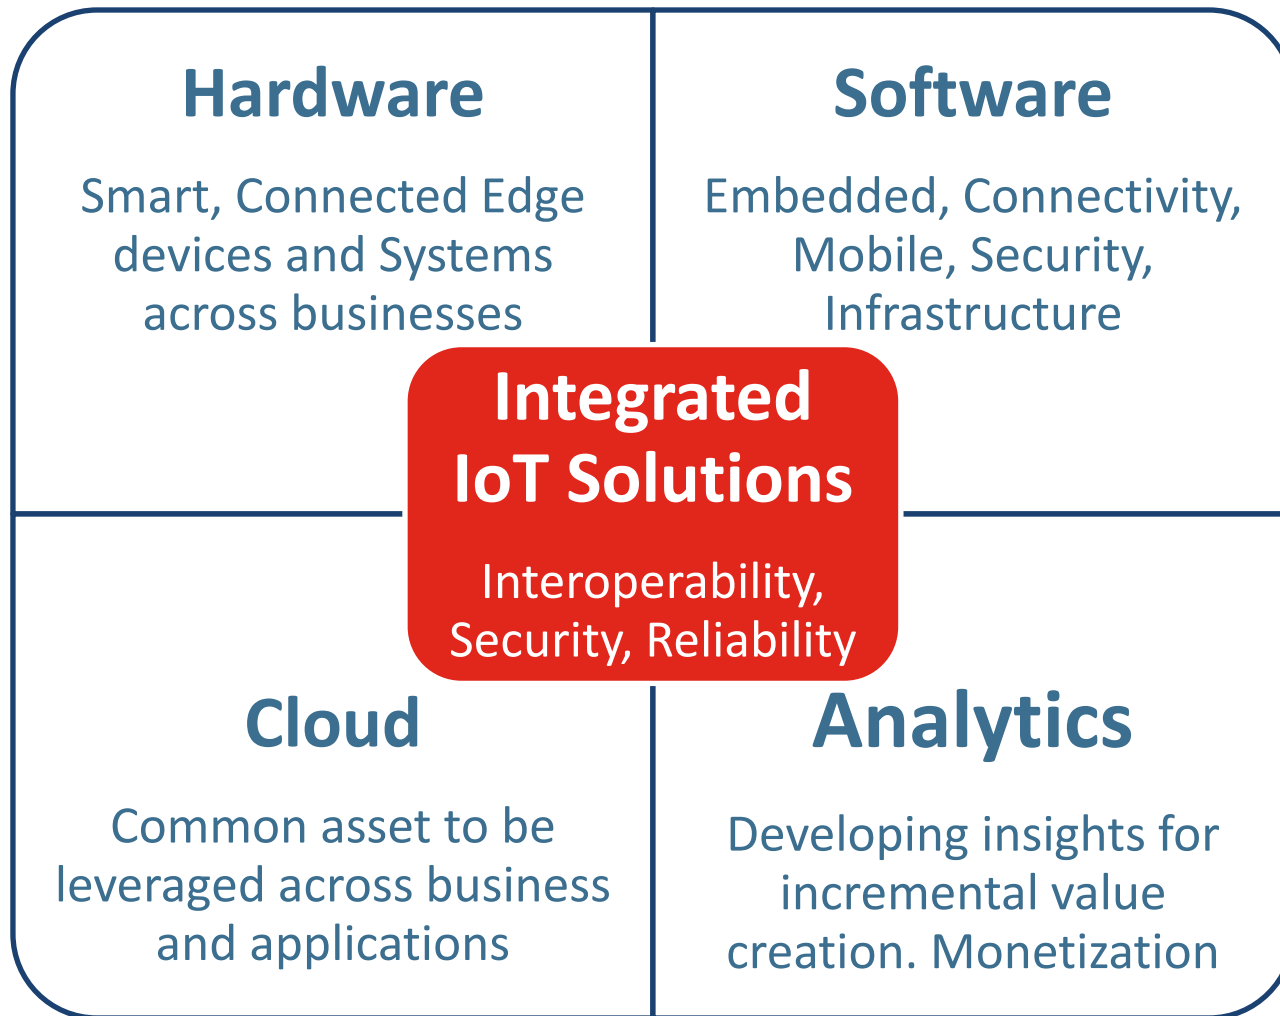 Hardware
Smart, Connected Edge
devices and Systems
across businesses
Software
Embedded, Connectivity,
Mobile, Security,
Infrastructure
Integrated
IoT Solutions
Interoperability,
Security, Reliability
Cloud
Common asset to be
leveraged across business
and applications
Analytics
Developing insights for
incremental value
creation. Monetization